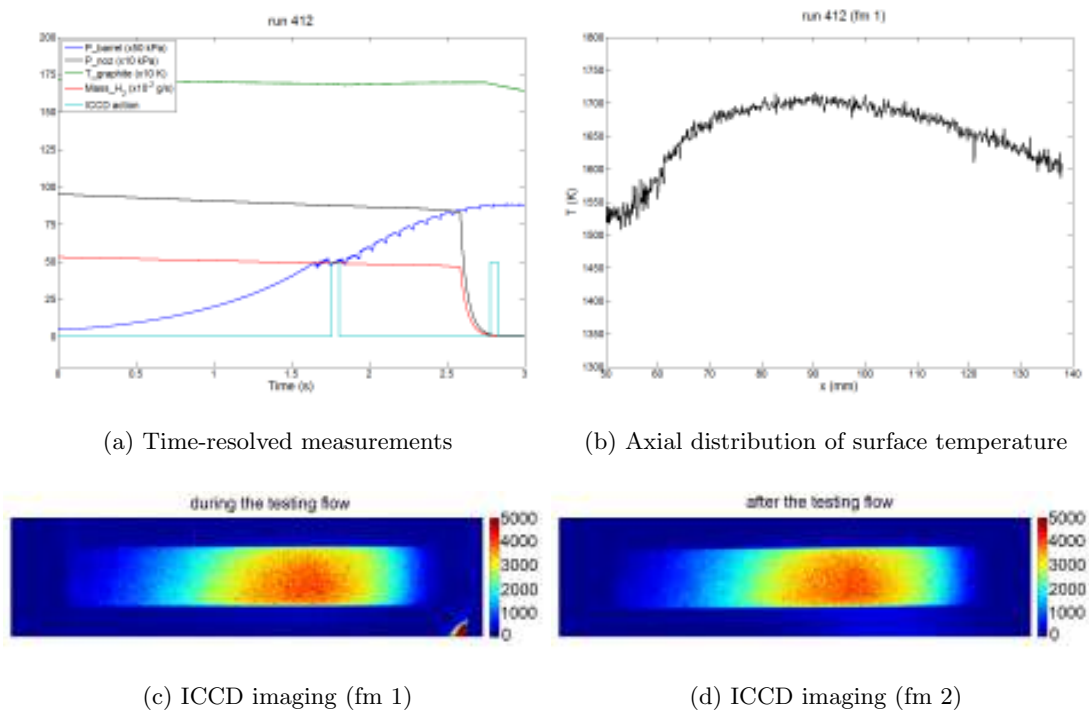 run 412
P_barrel (x50 kPa)
P_noz (x10 kPa)
T_graphite (x10 K)
Mass_H2 (x10⁻² g/s)
ICCD action
200
175
150
125
100
75
50
25
0
0 0.5 1 1.5 2 2.5 3
Time (s)
run 412 (fm 1)
T (K)
1800
1750
1700
1650
1600
1550
1500
1450
1400
1350
1300
50 60 70 80 90 100 110 120 130 140
x (mm)
(a) Time-resolved measurements
(b) Axial distribution of surface temperature
during the testing flow
5000
4000
3000
2000
1000
0
after the testing flow
5000
4000
3000
2000
1000
0
(c) ICCD imaging (fm 1)
(d) ICCD imaging (fm 2)